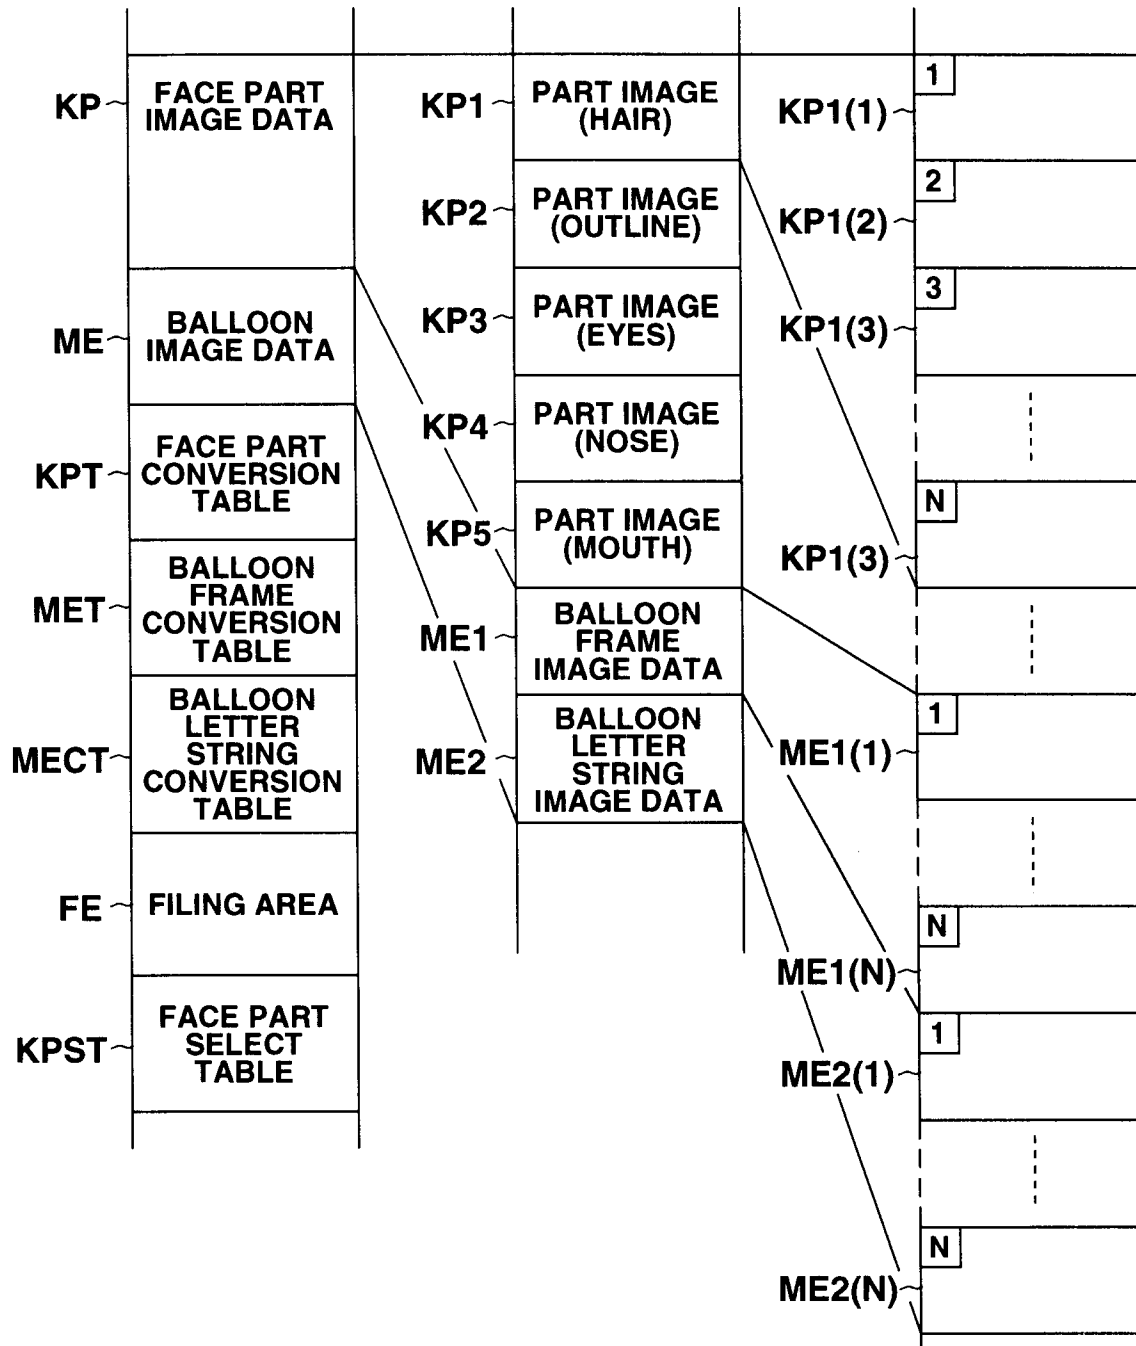 KP
FACE PART
IMAGE DATA
ME
BALLOON
IMAGE DATA
KPT
FACE PART
CONVERSION
TABLE
MET
BALLOON
FRAME
CONVERSION
TABLE
MECT
BALLOON
LETTER
STRING
CONVERSION
TABLE
FE
FILING AREA
KPST
FACE PART
SELECT
TABLE
KP1
PART IMAGE
(HAIR)
KP2
PART IMAGE
(OUTLINE)
KP3
PART IMAGE
(EYES)
KP4
PART IMAGE
(NOSE)
KP5
PART IMAGE
(MOUTH)
ME1
BALLOON
FRAME
IMAGE DATA
ME2
BALLOON
LETTER
STRING
IMAGE DATA
1
KP1(1)
2
KP1(2)
3
KP1(3)
N
KP1(3)
1
ME1(1)
N
ME1(N)
1
ME2(1)
N
ME2(N)